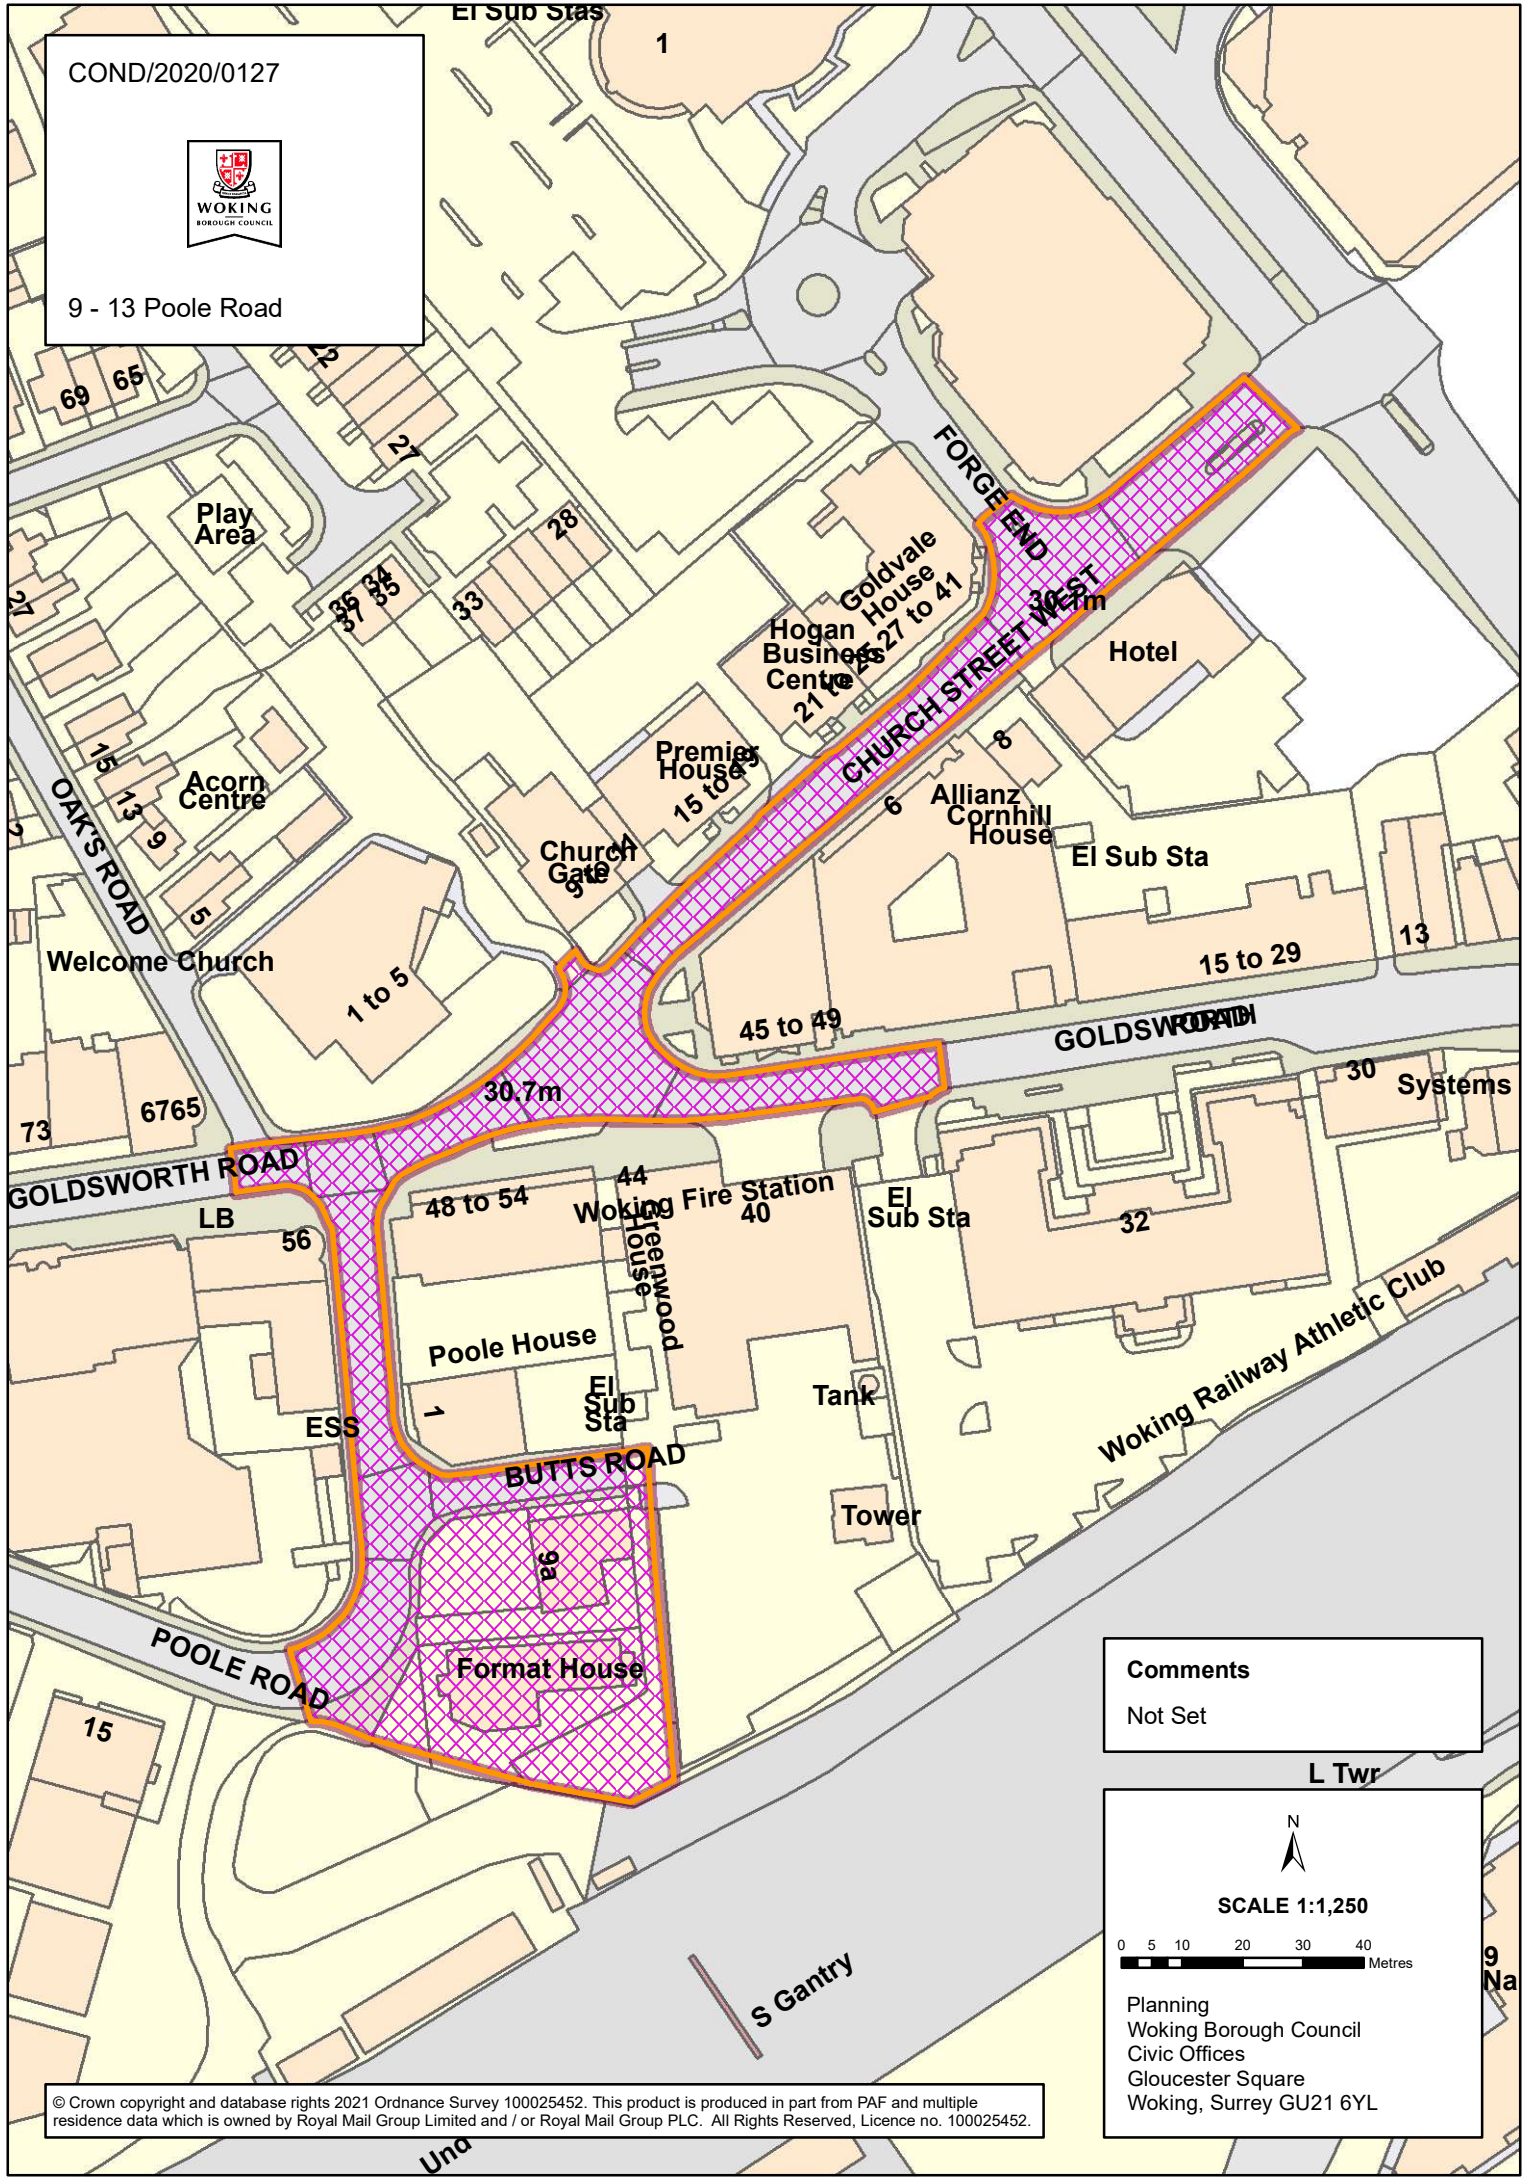 COND/2020/0127
WOKING
BOROUGH COUNCIL
9 - 13 Poole Road
El Sub Stas
1
22
69
65
27
Play
Area
28
27
34
36
35
37
33
FORGE END
Goldvale
House
27 to 41
Hogan
Business
Centre
21 to 25
CHURCH STREET WEST
Hotel
Premier
House
15 to 19
8
6
Allianz
Cornhill
House
El Sub Sta
15
13
9
5
Acorn
Centre
OAK'S ROAD
Church
Gate
9 to 11
Welcome Church
1 to 5
13
15 to 29
45 to 49
GOLDSWORTH
ROAD
30
Systems
30.7m
73
6765
GOLDSWORTH ROAD
LB
56
48 to 54
44
Woking Fire Station
40
Greenwood
House
El
Sub Sta
32
Woking Railway Athletic Club
Poole House
1
El
Sub
Sta
Tank
ESS
BUTTS ROAD
Tower
9a
POOLE ROAD
Format House
15
Comments
Not Set
L Twr
N
SCALE 1:1,250
0 5 10 20 30 40
Metres
9
Na
S Gantry
Planning
Woking Borough Council
Civic Offices
Gloucester Square
Woking, Surrey GU21 6YL
© Crown copyright and database rights 2021 Ordnance Survey 100025452. This product is produced in part from PAF and multiple
residence data which is owned by Royal Mail Group Limited and / or Royal Mail Group PLC. All Rights Reserved, Licence no. 100025452.
Und